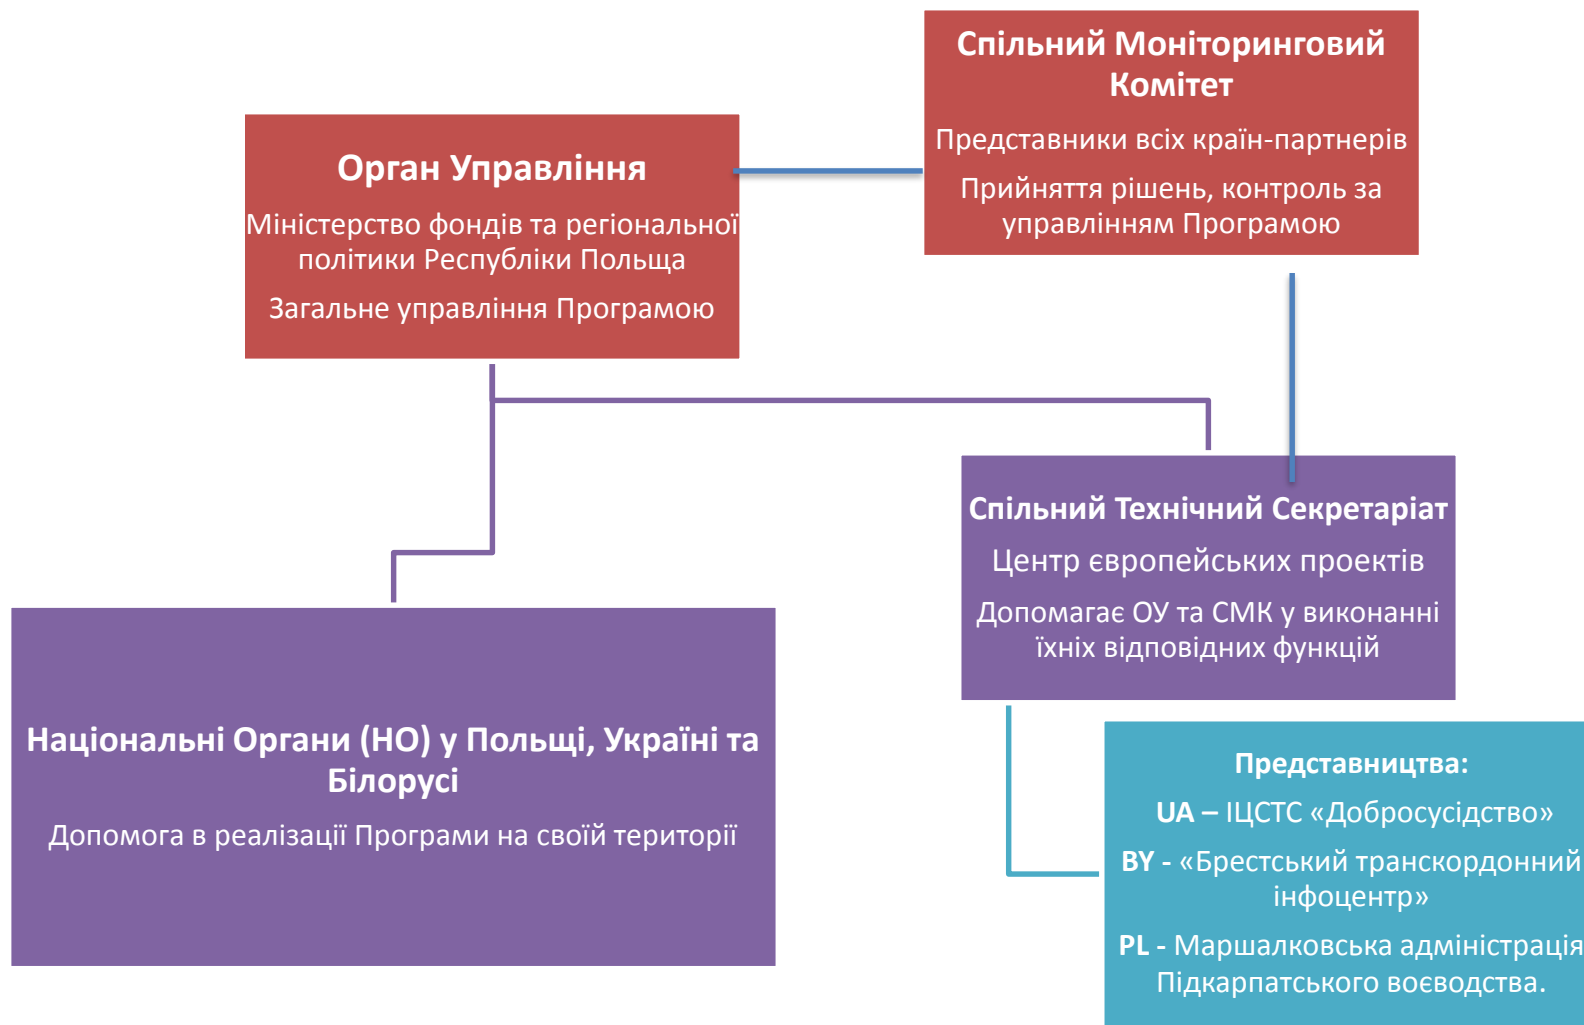 Спільний Моніторинговий
Комітет
Представники всіх країн-партнерів
Прийняття рішень, контроль за
управлінням Програмою
Орган Управління
Міністерство фондів та регіональної
політики Республіки Польща
Загальне управління Програмою
Спільний Технічний Секретаріат
Центр європейських проектів
Допомагає ОУ та СМК у виконанні
їхніх відповідних функцій
Національні Органи (НО) у Польщі, Україні та
Білорусі
Допомога в реалізації Програми на своїй території
Представництва:
UA – ІЦСТС «Добросусідство»
BY - «Брестський транскордонний
інфоцентр»
PL - Маршалковська адміністрація
Підкарпатського воєводства.